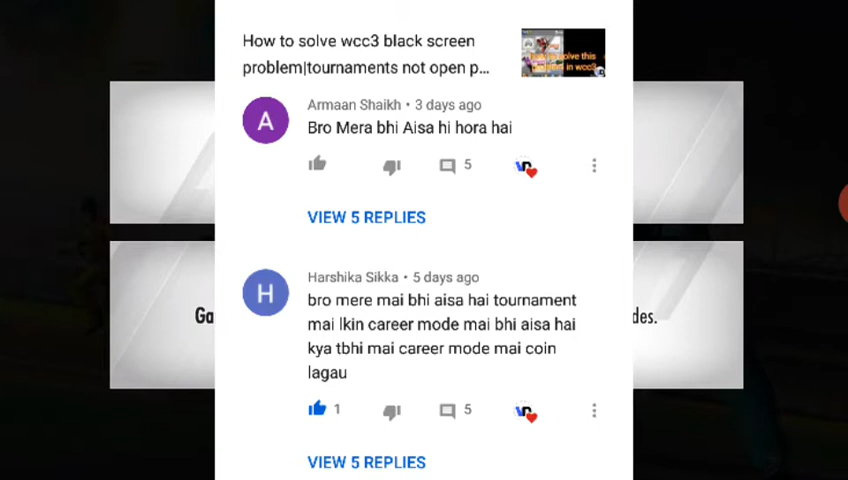 How to solve wcc3 black screen
problem|tournaments not open p...
Armaan Shaikh • 3 days ago
A
Bro Mera bhi Aisa hi hora hai
5
VIEW 5 REPLIES
Harshika Sikka • 5 days ago
H
bro mere mai bhi aisa hai tournament
mai lkin career mode mai bhi aisa hai
kya tbhi mai career mode mai coin
lagau
1
5
VIEW 5 REPLIES
Ga
des.